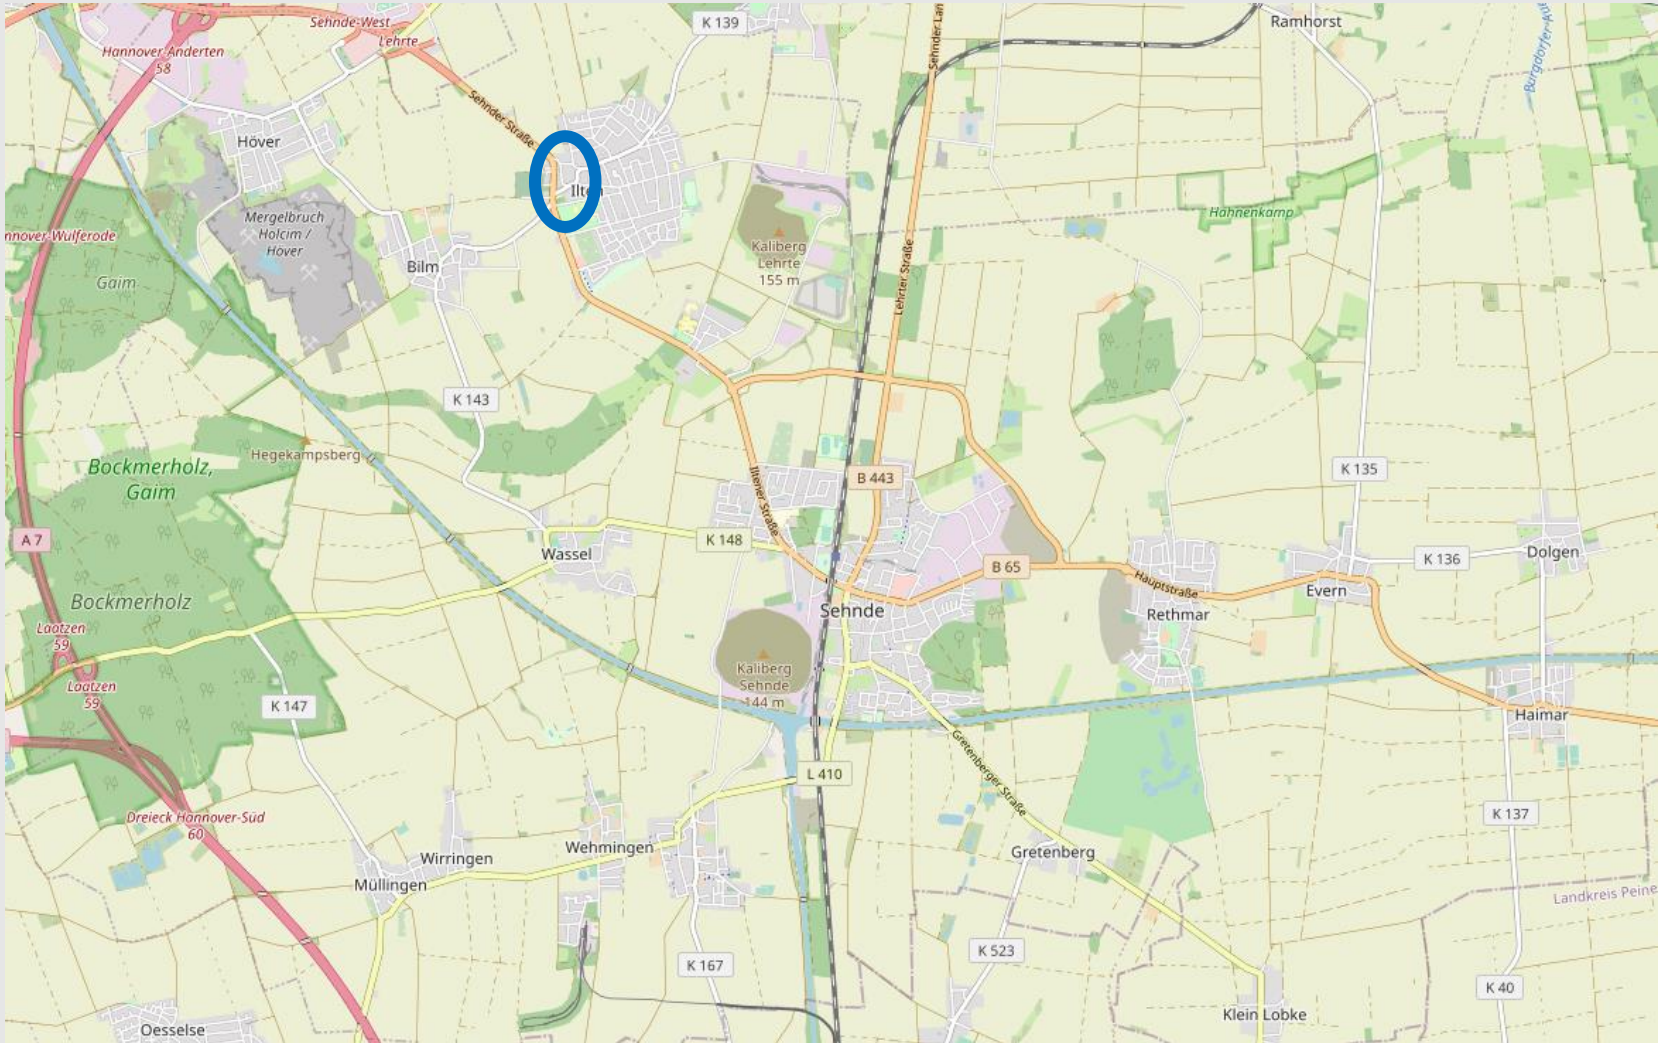 Sehnde-West
Lehrte
K 139
Sehnder Lan
Ramhorst
Burgdorfer-Aue
Hannover-Anderten
58
Sehnder Straße
Höver
Ilten
Mergelbruch
Holcim /
Höver
Hahnenkamp
nnover-Wulferode
Gaim
Bilm
Kaliberg
Lehrte
155 m
Lehrter Straße
K 143
Hegekampsberg
Bockmerholz,
Gaim
Iltener Straße
B 443
K 135
A 7
Wassel
K 148
B 65
K 136
Dolgen
Hauptstraße
Evern
Bockmerholz
Sehnde
Rethmar
Laatzen
59
Laatzen
59
Kaliberg
Sehnde
144 m
K 147
Haimar
Gretenberger Straße
L 410
K 137
Dreieck Hannover-Süd
60
Wirringen
Wehmingen
Gretenberg
Müllingen
Landkreis Peine
K 523
K 167
K 40
Klein Lobke
Oesselse